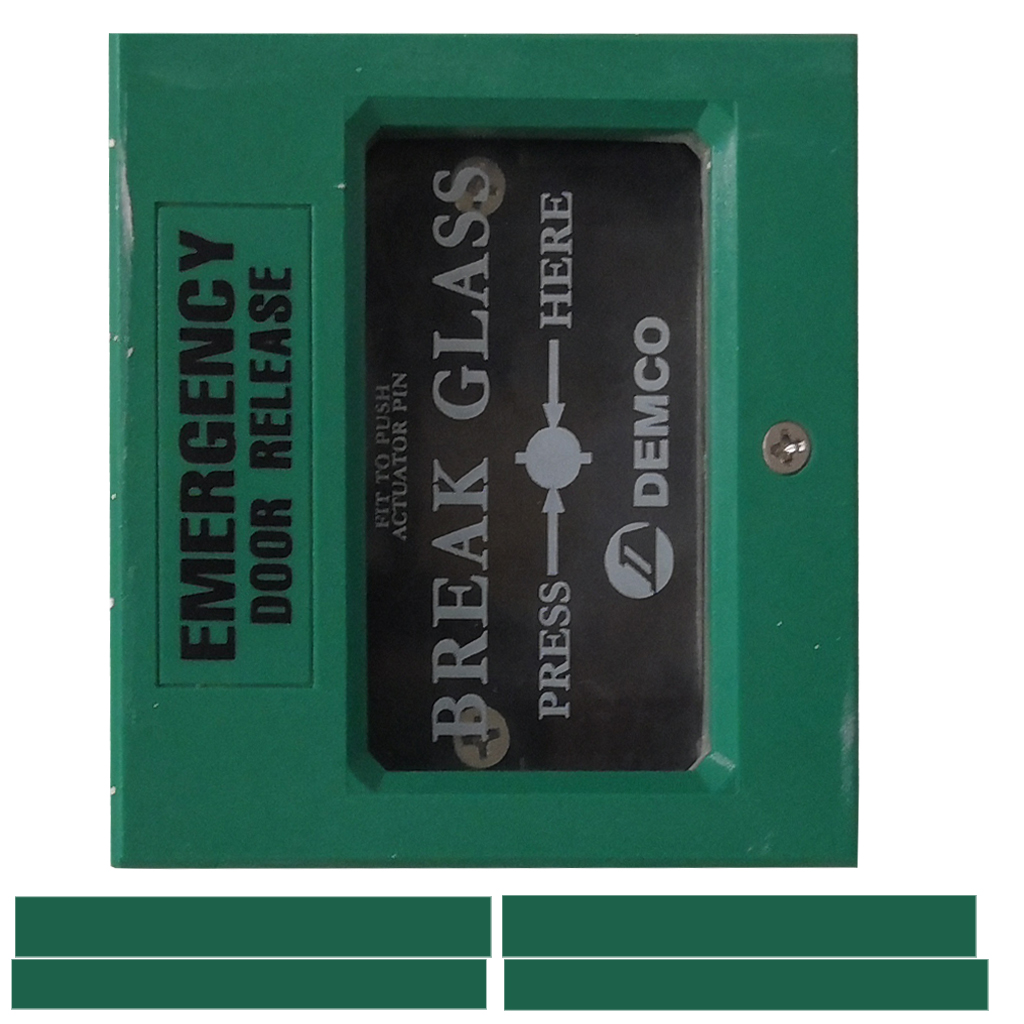 EMERGENCY
DOOR RELEASE
FIT TO PUSH
ACTUATOR PIN
BREAK GLASS
PRESS HERE
DEMCO